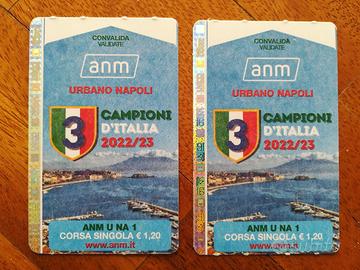 CONVALIDA
VALIDATE
anm
URBANO NAPOLI
3
CAMPIONI
D'ITALIA
2022/23
ANM U NA 1
CORSA SINGOLA € 1,20
www.anm.it
CONVALIDA
VALIDATE
anm
URBANO NAPOLI
3
CAMPIONI
D'ITALIA
2022/23
ANM U NA 1
CORSA SINGOLA € 1,20
www.anm.it